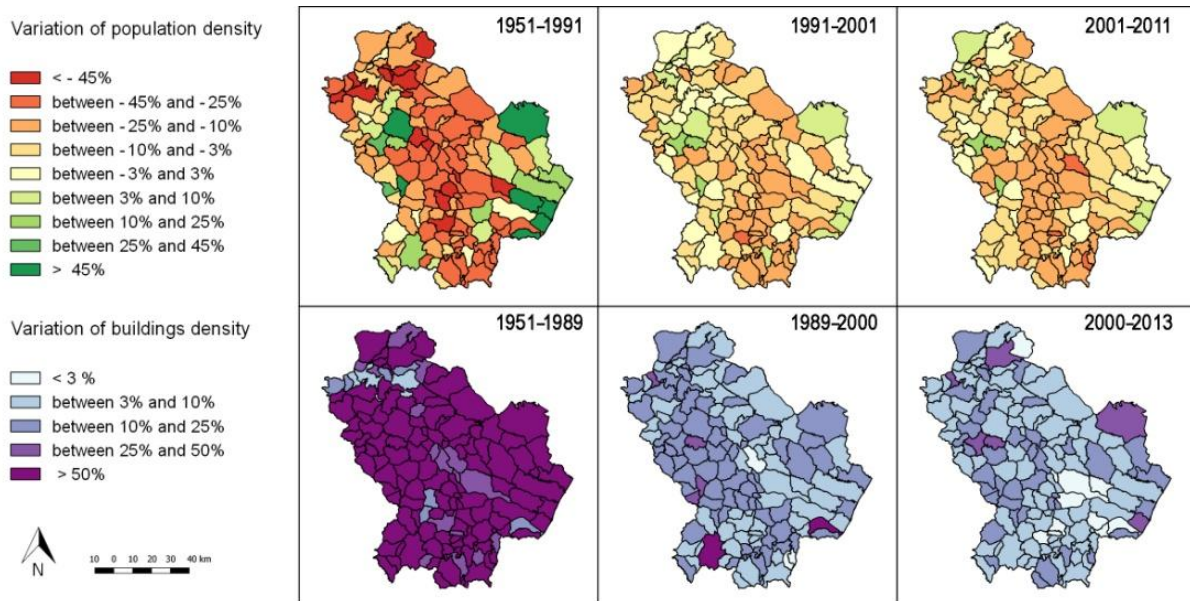 Variation of population density
< - 45%
between - 45% and - 25%
between - 25% and - 10%
between - 10% and - 3%
between - 3% and 3%
between 3% and 10%
between 10% and 25%
between 25% and 45%
> 45%
1951–1991
1991–2001
2001–2011
Variation of buildings density
< 3 %
between 3% and 10%
between 10% and 25%
between 25% and 50%
> 50%
1951–1989
1989–2000
2000–2013
N
10 0 10 20 30 40 km